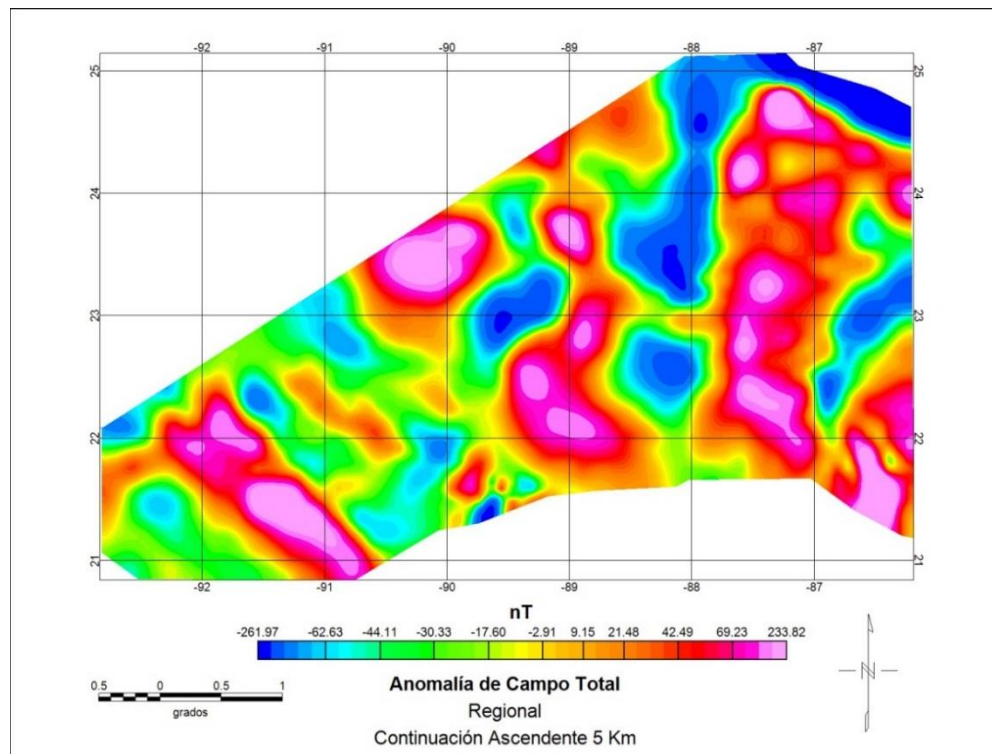 -92 -91 -90 -89 -88 -87
25 25
24 24
23 23
22 22
21 21
-92 -91 -90 -89 -88 -87
nT
-261.97 -62.63 -44.11 -30.33 -17.60 -2.91 9.15 21.48 42.49 69.23 233.82
0.5 0 0.5 1
grados
Anomalía de Campo Total
Regional
Continuación Ascendente 5 Km
N